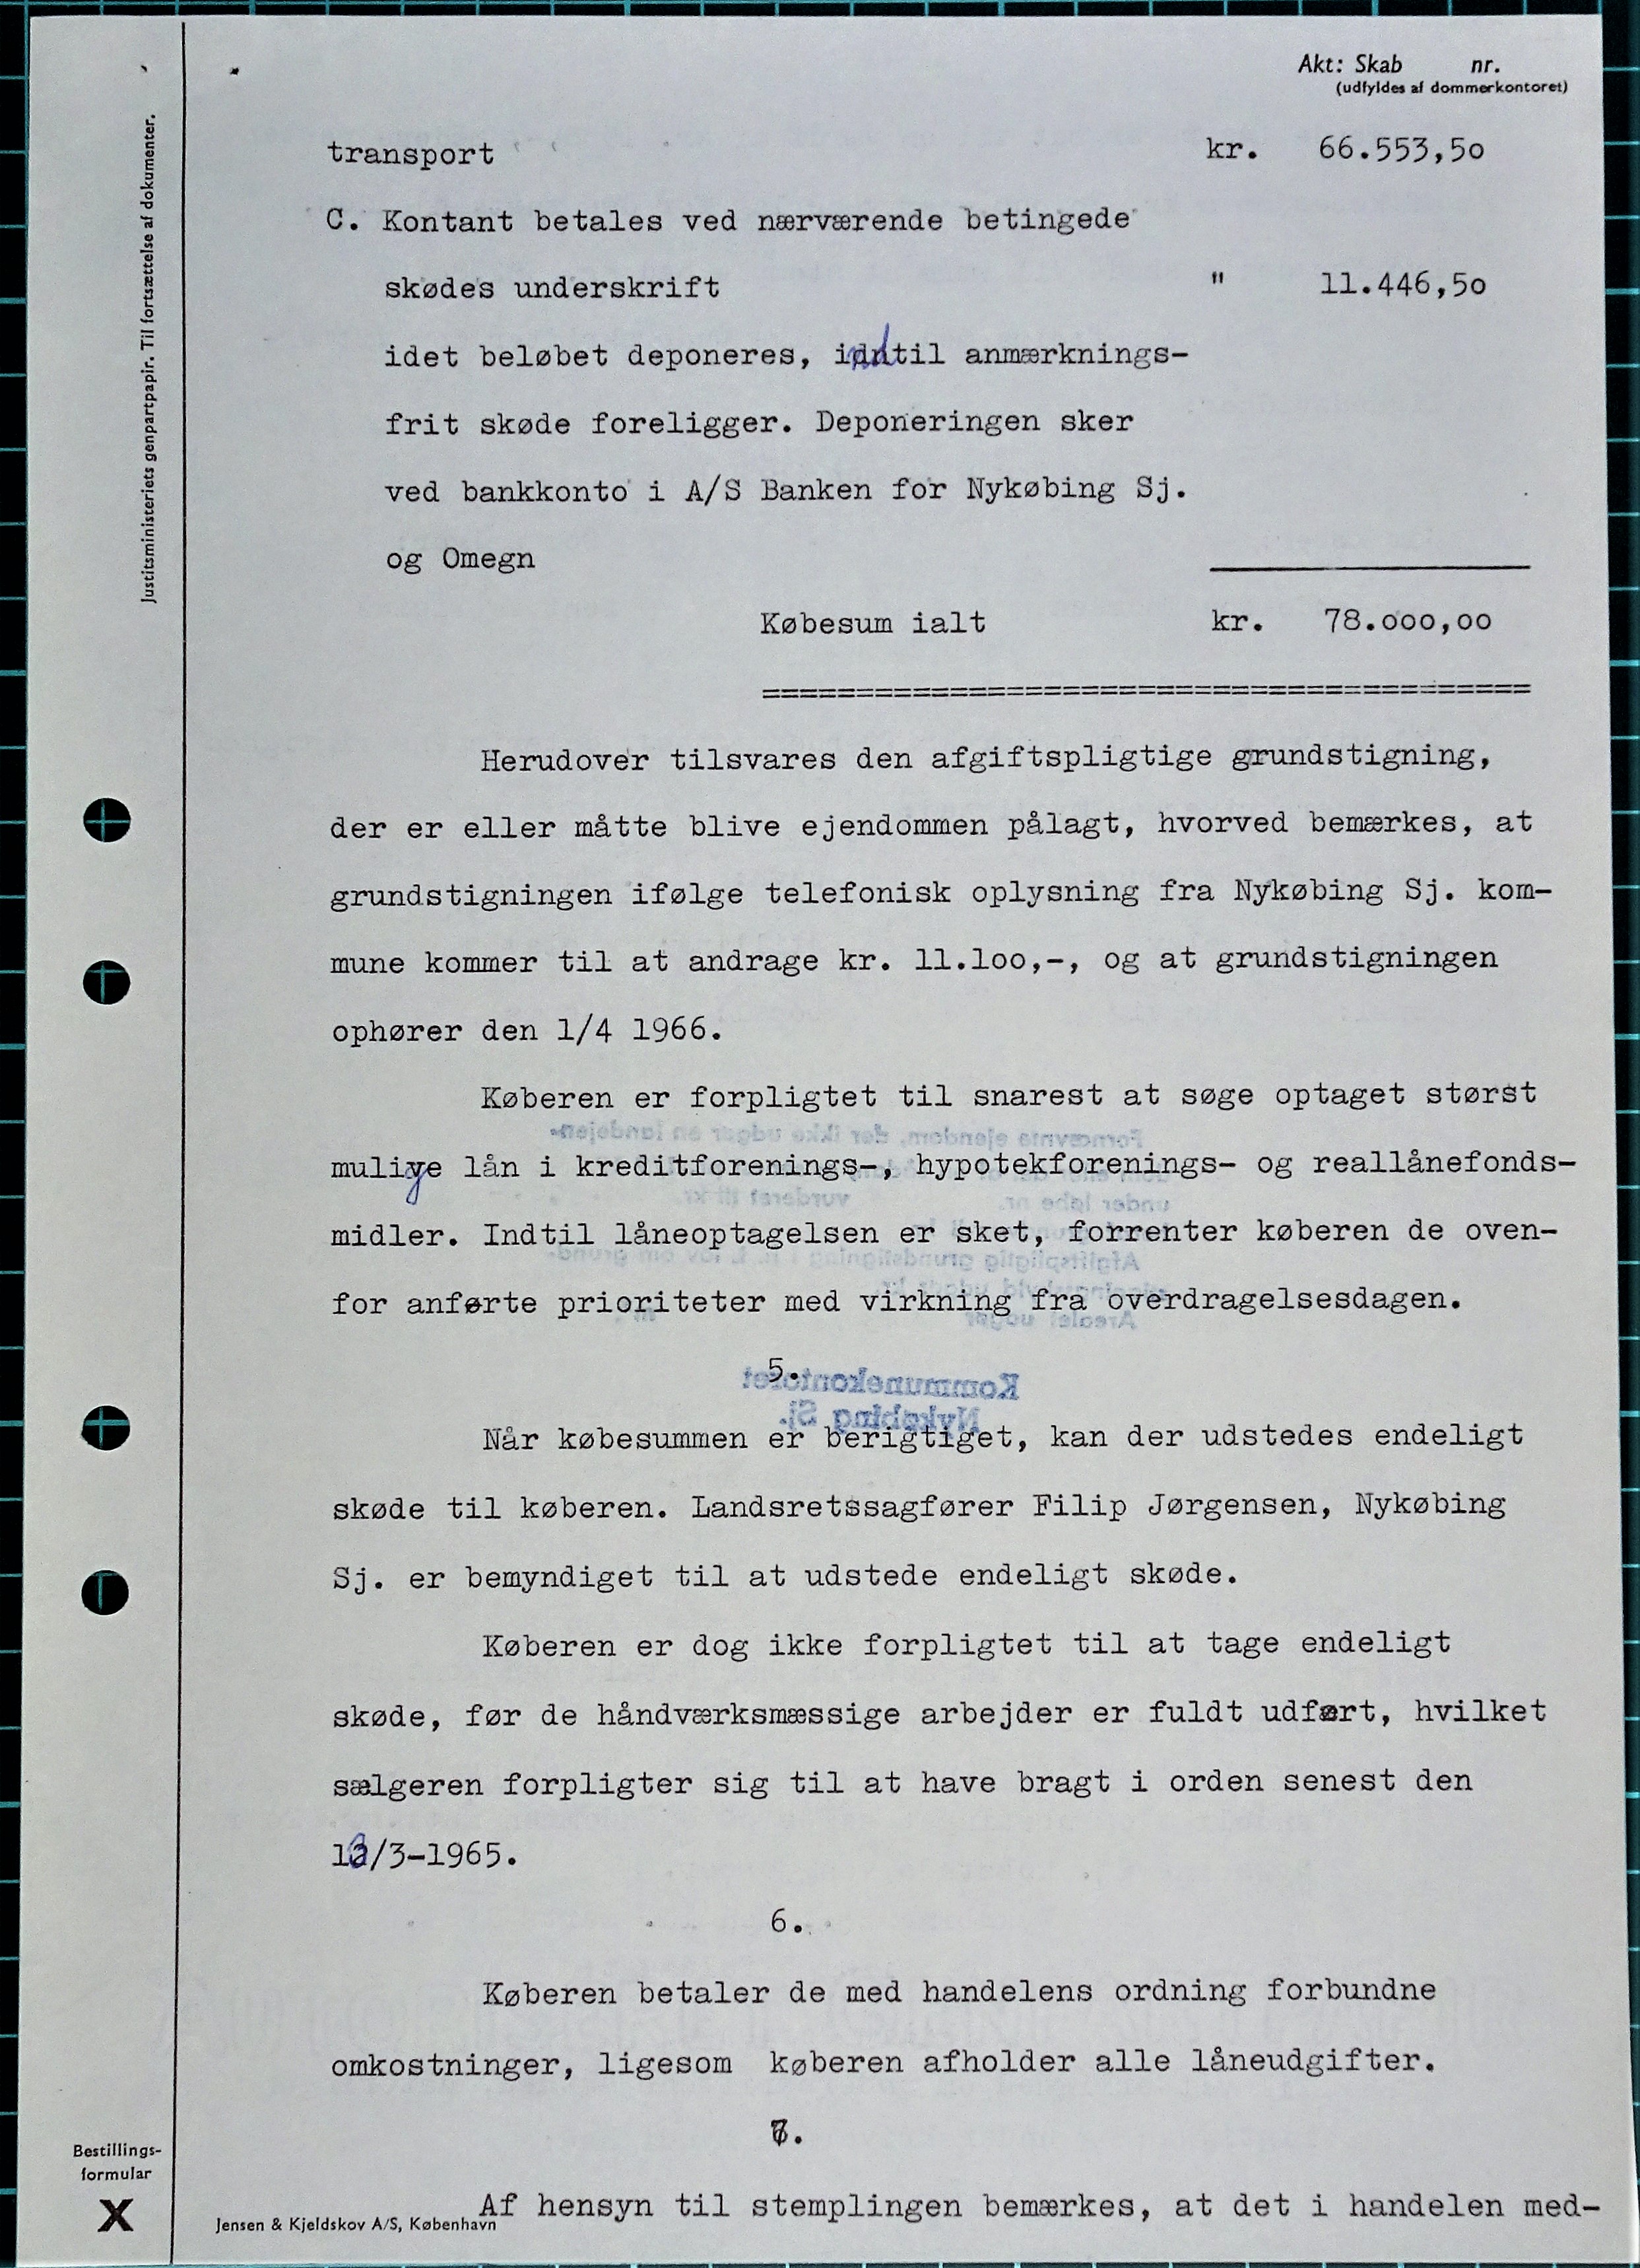 Akt: Skab nr.
(udfyldes af dommerkontoret)
Justitsministeriets genpartpapir. Til fortsættelse af dokumenter.
transport kr. 66.553,5o
C. Kontant betales ved nærværende betingede
skødes underskrift " 11.446,5o
idet beløbet deponeres, indtil anmærknings-
frit skøde foreligger. Deponeringen sker
ved bankkonto i A/S Banken for Nykøbing Sj.
og Omegn
Købesum ialt kr. 78.ooo,oo
=========================================
Herudover tilsvares den afgiftspligtige grundstigning,
der er eller måtte blive ejendommen pålagt, hvorved bemærkes, at
grundstigningen ifølge telefonisk oplysning fra Nykøbing Sj. kom-
mune kommer til at andrage kr. 11.1oo,-, og at grundstigningen
ophører den 1/4 1966.
Køberen er forpligtet til snarest at søge optaget størst
mulige lån i kreditforenings-, hypotekforenings- og reallånefonds-
midler. Indtil låneoptagelsen er sket, forrenter køberen de oven-
for anførte prioriteter med virkning fra overdragelsesdagen.
5.
Kommunekontoret
Nykøbing Sj.
Når købesummen er berigtiget, kan der udstedes endeligt
skøde til køberen. Landsretssagfører Filip Jørgensen, Nykøbing
Sj. er bemyndiget til at udstede endeligt skøde.
Køberen er dog ikke forpligtet til at tage endeligt
skøde, før de håndværksmæssige arbejder er fuldt udført, hvilket
sælgeren forpligter sig til at have bragt i orden senest den
/3-1965.
6.
Køberen betaler de med handelens ordning forbundne
omkostninger, ligesom køberen afholder alle låneudgifter.
7.
Af hensyn til stemplingen bemærkes, at det i handelen med-
Bestillings-
formular
X
Jensen & Kjeldskov A/S, København